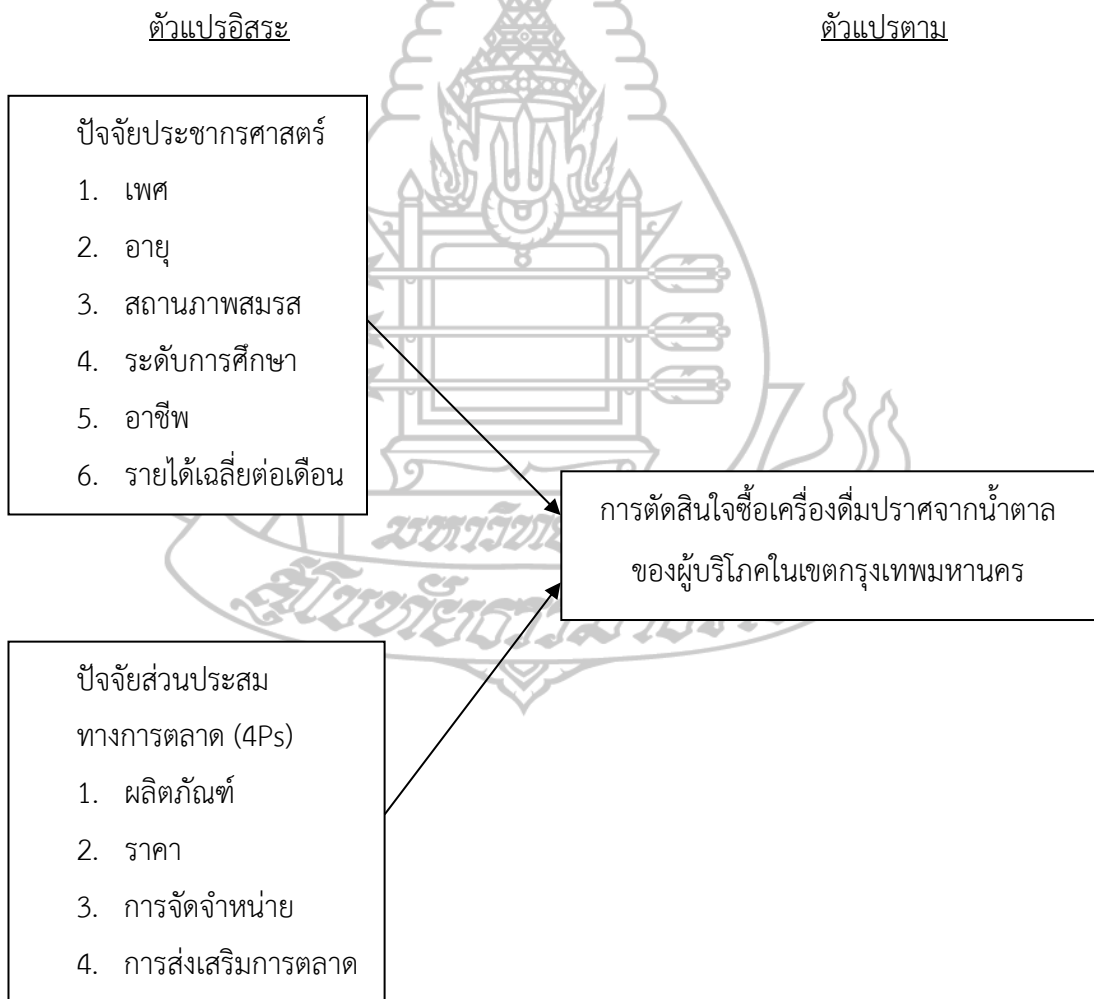 ตัวแปรอิสระ
ตัวแปรตาม
ปัจจัยประชากรศาสตร์
1. เพศ
2. อายุ
3. สถานภาพสมรส
4. ระดับการศึกษา
5. อาชีพ
6. รายได้เฉลี่ยต่อเดือน
การตัดสินใจซื้อเครื่องดื่มปราศจากน้ำตาล
ของผู้บริโภคในเขตกรุงเทพมหานคร
ปัจจัยส่วนประสม
ทางการตลาด (4Ps)
1. ผลิตภัณฑ์
2. ราคา
3. การจัดจำหน่าย
4. การส่งเสริมการตลาด